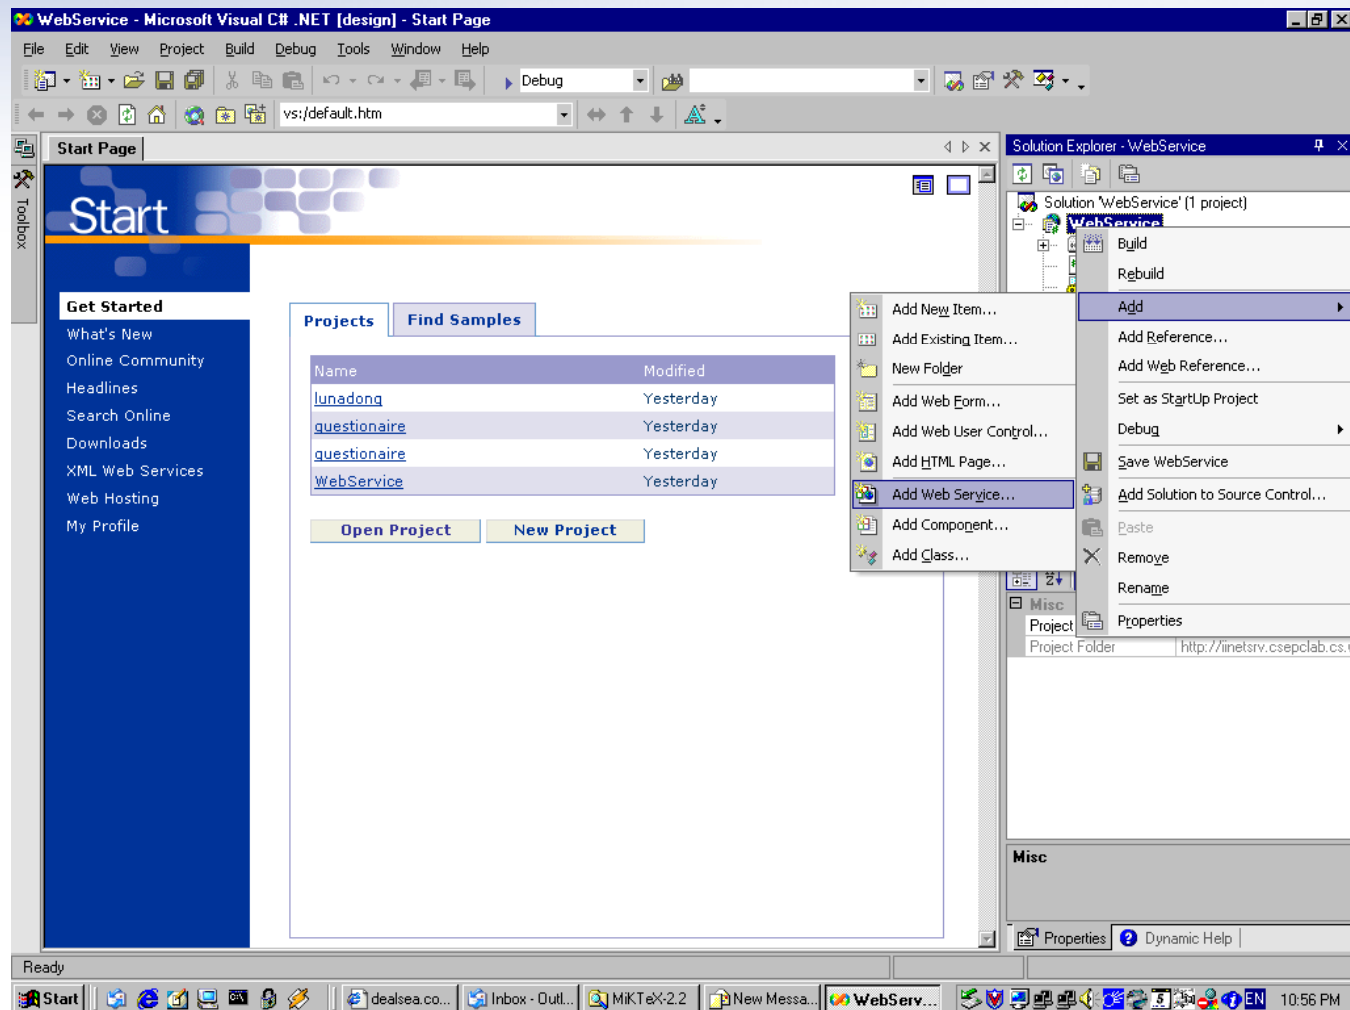 WebService - Microsoft Visual C# .NET [design] - Start Page
File Edit View Project Build Debug Tools Window Help
Debug
vs:/default.htm
Toolbox
Start Page
Start
Get Started
What's New
Online Community
Headlines
Search Online
Downloads
XML Web Services
Web Hosting
My Profile
Projects Find Samples
Name Modified
lunadong Yesterday
questionaire Yesterday
questionaire Yesterday
WebService Yesterday
Open Project New Project
Solution Explorer - WebService
Solution 'WebService' (1 project)
WebService
Add New Item...
Add Existing Item...
New Folder
Add Web Form...
Add Web User Control...
Add HTML Page...
Add Web Service...
Add Component...
Add Class...
Build
Rebuild
Add
Add Reference...
Add Web Reference...
Set as StartUp Project
Debug
Save WebService
Add Solution to Source Control...
Paste
Remove
Rename
Properties
Misc
Project
Project Folder http://iinetsrv.csepclab.cs.
Misc
Properties Dynamic Help
Ready
Start dealsea.co... Inbox - Outl... MiKTeX-2.2 New Messa... WebServ... 5 EN 10:56 PM